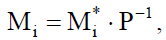 Mᵢ = Mᵢ* · P⁻¹,